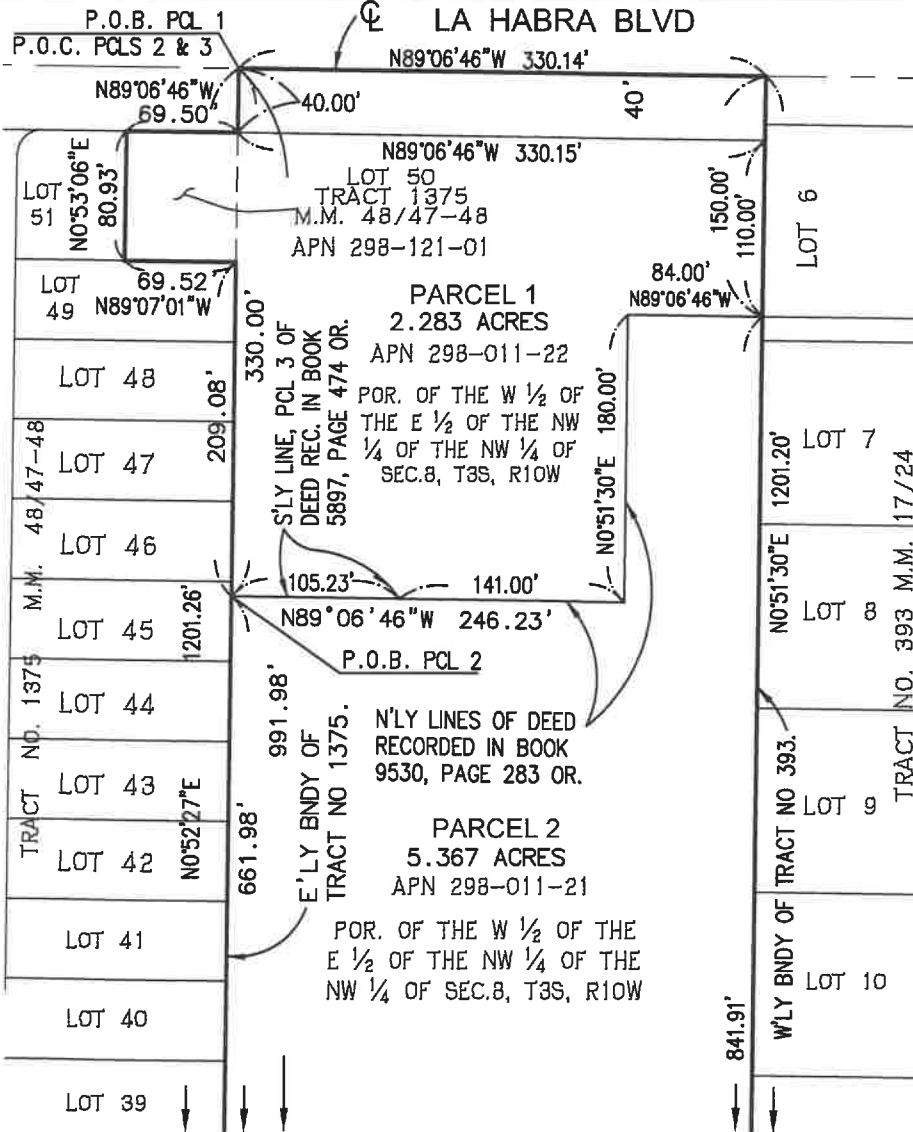 P.O.B. PCL 1
P.O.C. PCLS 2 & 3
℄ LA HABRA BLVD
N89°06'46"W 330.14'
N89°06'46"W
69.50'
40.00'
40'
N89°06'46"W 330.15'
LOT 50
TRACT 1375
M.M. 48/47-48
APN 298-121-01
LOT
51
N0°53'06"E
80.93'
150.00'
110.00'
LOT 6
69.52
N89°07'01"W
LOT
49
84.00'
N89°06'46"W
PARCEL 1
2.283 ACRES
APN 298-011-22
POR. OF THE W ½ OF
THE E ½ OF THE NW
¼ OF THE NW ¼ OF
SEC.8, T3S, R10W
330.00'
209.08'
S'LY LINE, PCL 3 OF
DEED REC. IN BOOK
5897, PAGE 474 OR.
N0°51'30"E 180.00'
LOT 48
LOT 47
LOT 46
LOT 45
LOT 44
LOT 43
LOT 42
LOT 41
LOT 40
LOT 39
TRACT NO. 1375 M.M. 48/47-48
1201.26'
N0°52'27"E
105.23'
141.00'
N89°06'46"W 246.23'
P.O.B. PCL 2
991.98'
661.98'
E'LY BNDY OF
TRACT NO 1375.
N'LY LINES OF DEED
RECORDED IN BOOK
9530, PAGE 283 OR.
PARCEL 2
5.367 ACRES
APN 298-011-21
POR. OF THE W ½ OF THE
E ½ OF THE NW ¼ OF THE
NW ¼ OF SEC.8, T3S, R10W
N0°51'30"E 1201.20'
W'LY BNDY OF TRACT NO 393.
841.91'
LOT 7
LOT 8
LOT 9
LOT 10
TRACT NO. 393 M.M. 17/24